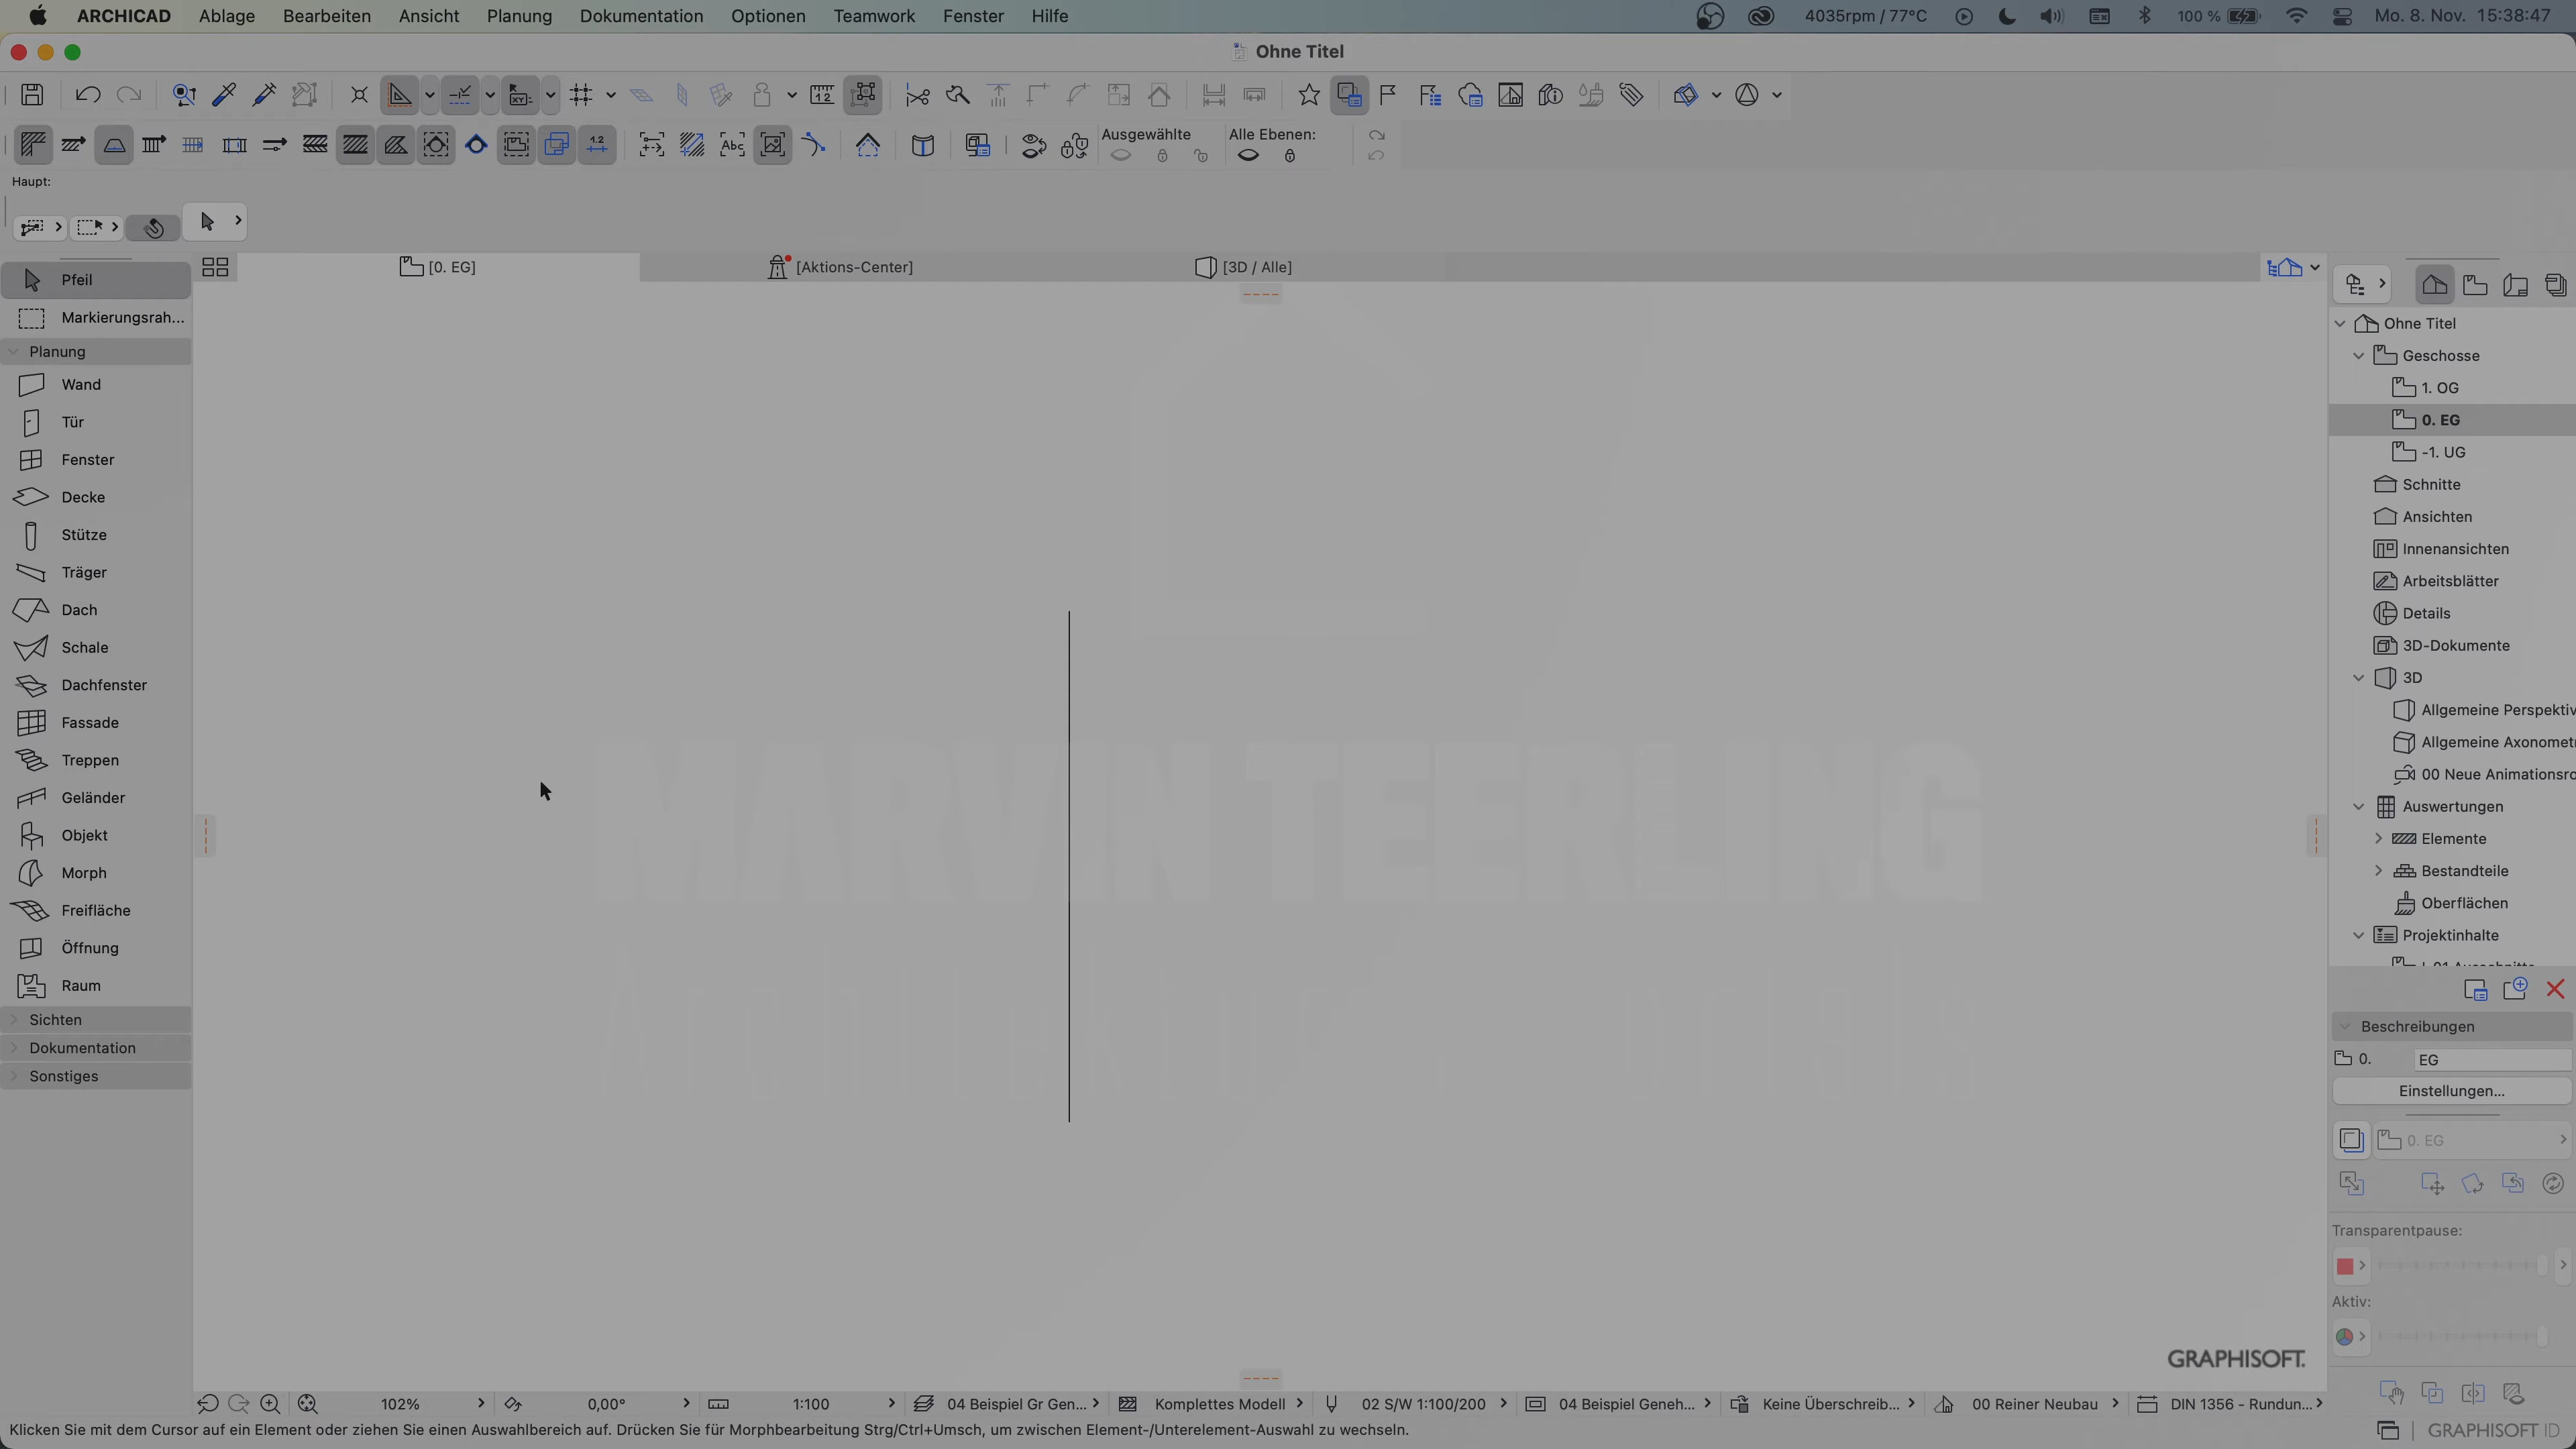 ARCHICAD Ablage Bearbeiten Ansicht Planung Dokumentation Optionen Teamwork Fenster Hilfe 4035rpm / 77°C 100 % Mo. 8. Nov. 15:38:47
Ohne Titel
Ausgewählte Alle Ebenen:
Abc
Haupt:
[0. EG] [Aktions-Center] [3D / Alle]
Pfeil
Markierungsrah...
Planung
Wand
Tür
Fenster
Decke
Stütze
Träger
Dach
Schale
Dachfenster
Fassade
Treppen
Geländer
Objekt
Morph
Freifläche
Öffnung
Raum
Sichten
Dokumentation
Sonstiges
MARVIN TEERLING
GRAPHISOFT.
Ohne Titel
Geschosse
1. OG
0. EG
-1. UG
Schnitte
Ansichten
Innenansichten
Arbeitsblätter
Details
3D-Dokumente
3D
Allgemeine Perspektiv
Allgemeine Axonomet
00 Neue Animationsro
Auswertungen
Elemente
Bestandteile
Oberflächen
Projektinhalte
Beschreibungen
0. EG
Einstellungen...
0. EG
Transparentpause:
Aktiv:
102% 0,00° 1:100 04 Beispiel Gr Gen... Komplettes Modell 02 S/W 1:100/200 04 Beispiel Geneh... Keine Überschreib... 00 Reiner Neubau DIN 1356 - Rundun...
Klicken Sie mit dem Cursor auf ein Element oder ziehen Sie einen Auswahlbereich auf. Drücken Sie für Morphbearbeitung Strg/Ctrl+Umsch, um zwischen Element-/Unterelement-Auswahl zu wechseln.
GRAPHISOFT ID